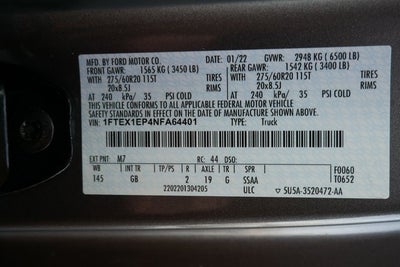 MFD. BY FORD MOTOR CO. 01/22 GVWR: 2948 KG ( 6500 LB)
FRONT GAWR: 1565 KG ( 3450 LB) REAR GAWR: 1542 KG ( 3400 LB)
275/60R20 115T TIRES 275/60R20 115T TIRES
20x8.5J RIMS 20x8.5J RIMS
AT 240 kPa/ 35 PSI COLD AT 240 kPa/ 35 PSI COLD
THIS VEHICLE CONFORMS TO ALL APPLICABLE FEDERAL MOTOR VEHICLE
SAFETY STANDARDS IN EFFECT ON THE DATE OF MANUFACTURE SHOWN ABOVE.
VIN: 1FTEX1EP4NFA64401 TYPE: Truck
EXT PNT: M7 RC: 44 DSO:
WB INT TR TP/PS R AXLE TR SPR F0060
145 GB 2 19 G SSAA T0652
2202201304205 ULC 5U5A-3520472-AA